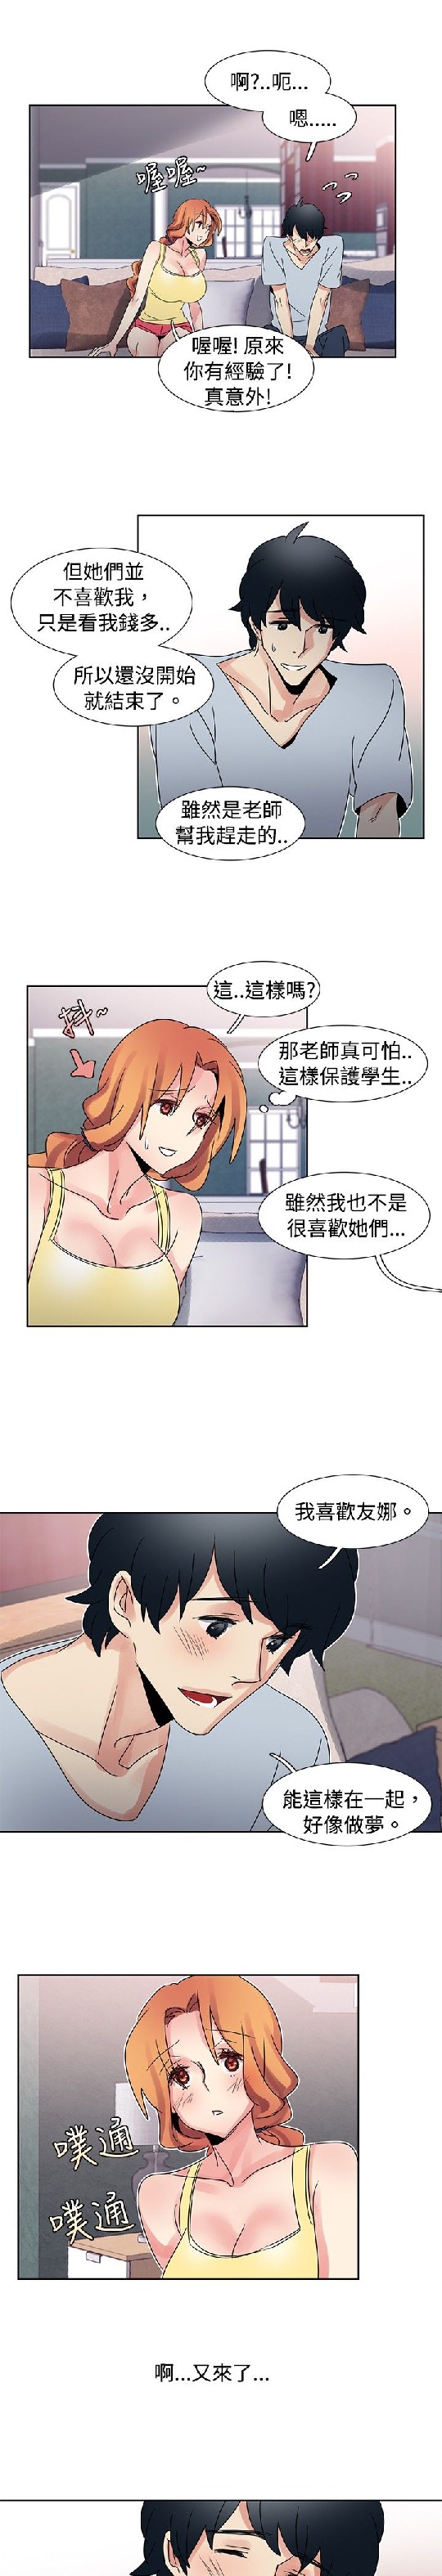 啊?..呃...
嗯.....
喔喔~
喔喔! 原來
你有經驗了!
真意外!
但她們並
不喜歡我，
只是看我錢多..
所以還沒開始
就結束了。
雖然是老師
幫我趕走的..
這..這樣嗎?
抖~
那老師真可怕..
這樣保護學生..
雖然我也不是
很喜歡她們...
我喜歡友娜。
能這樣在一起，
好像做夢。
噗通
噗通
啊...又來了...